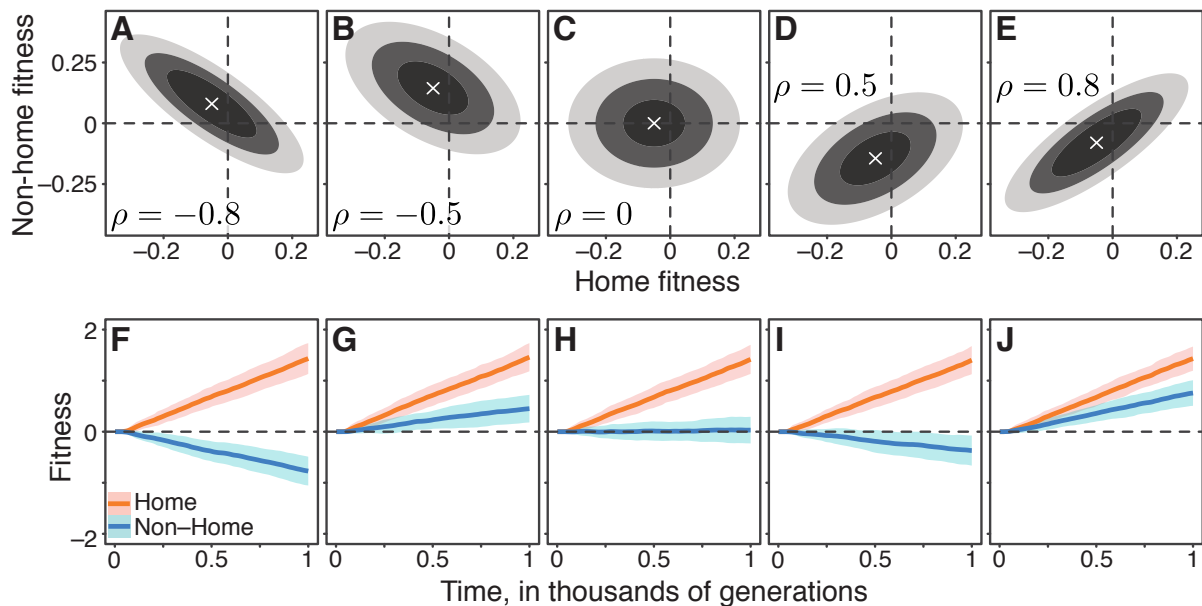 A B C D E
Non-home fitness
0.25
0
−0.25
ρ = −0.8
ρ = −0.5
ρ = 0
ρ = 0.5
ρ = 0.8
−0.2 0 0.2 −0.2 0 0.2 −0.2 0 0.2 −0.2 0 0.2 −0.2 0 0.2
Home fitness
F G H I J
Fitness
2
0
−2
Home
Non−Home
0 0.5 1 0 0.5 1 0 0.5 1 0 0.5 1 0 0.5 1
Time, in thousands of generations